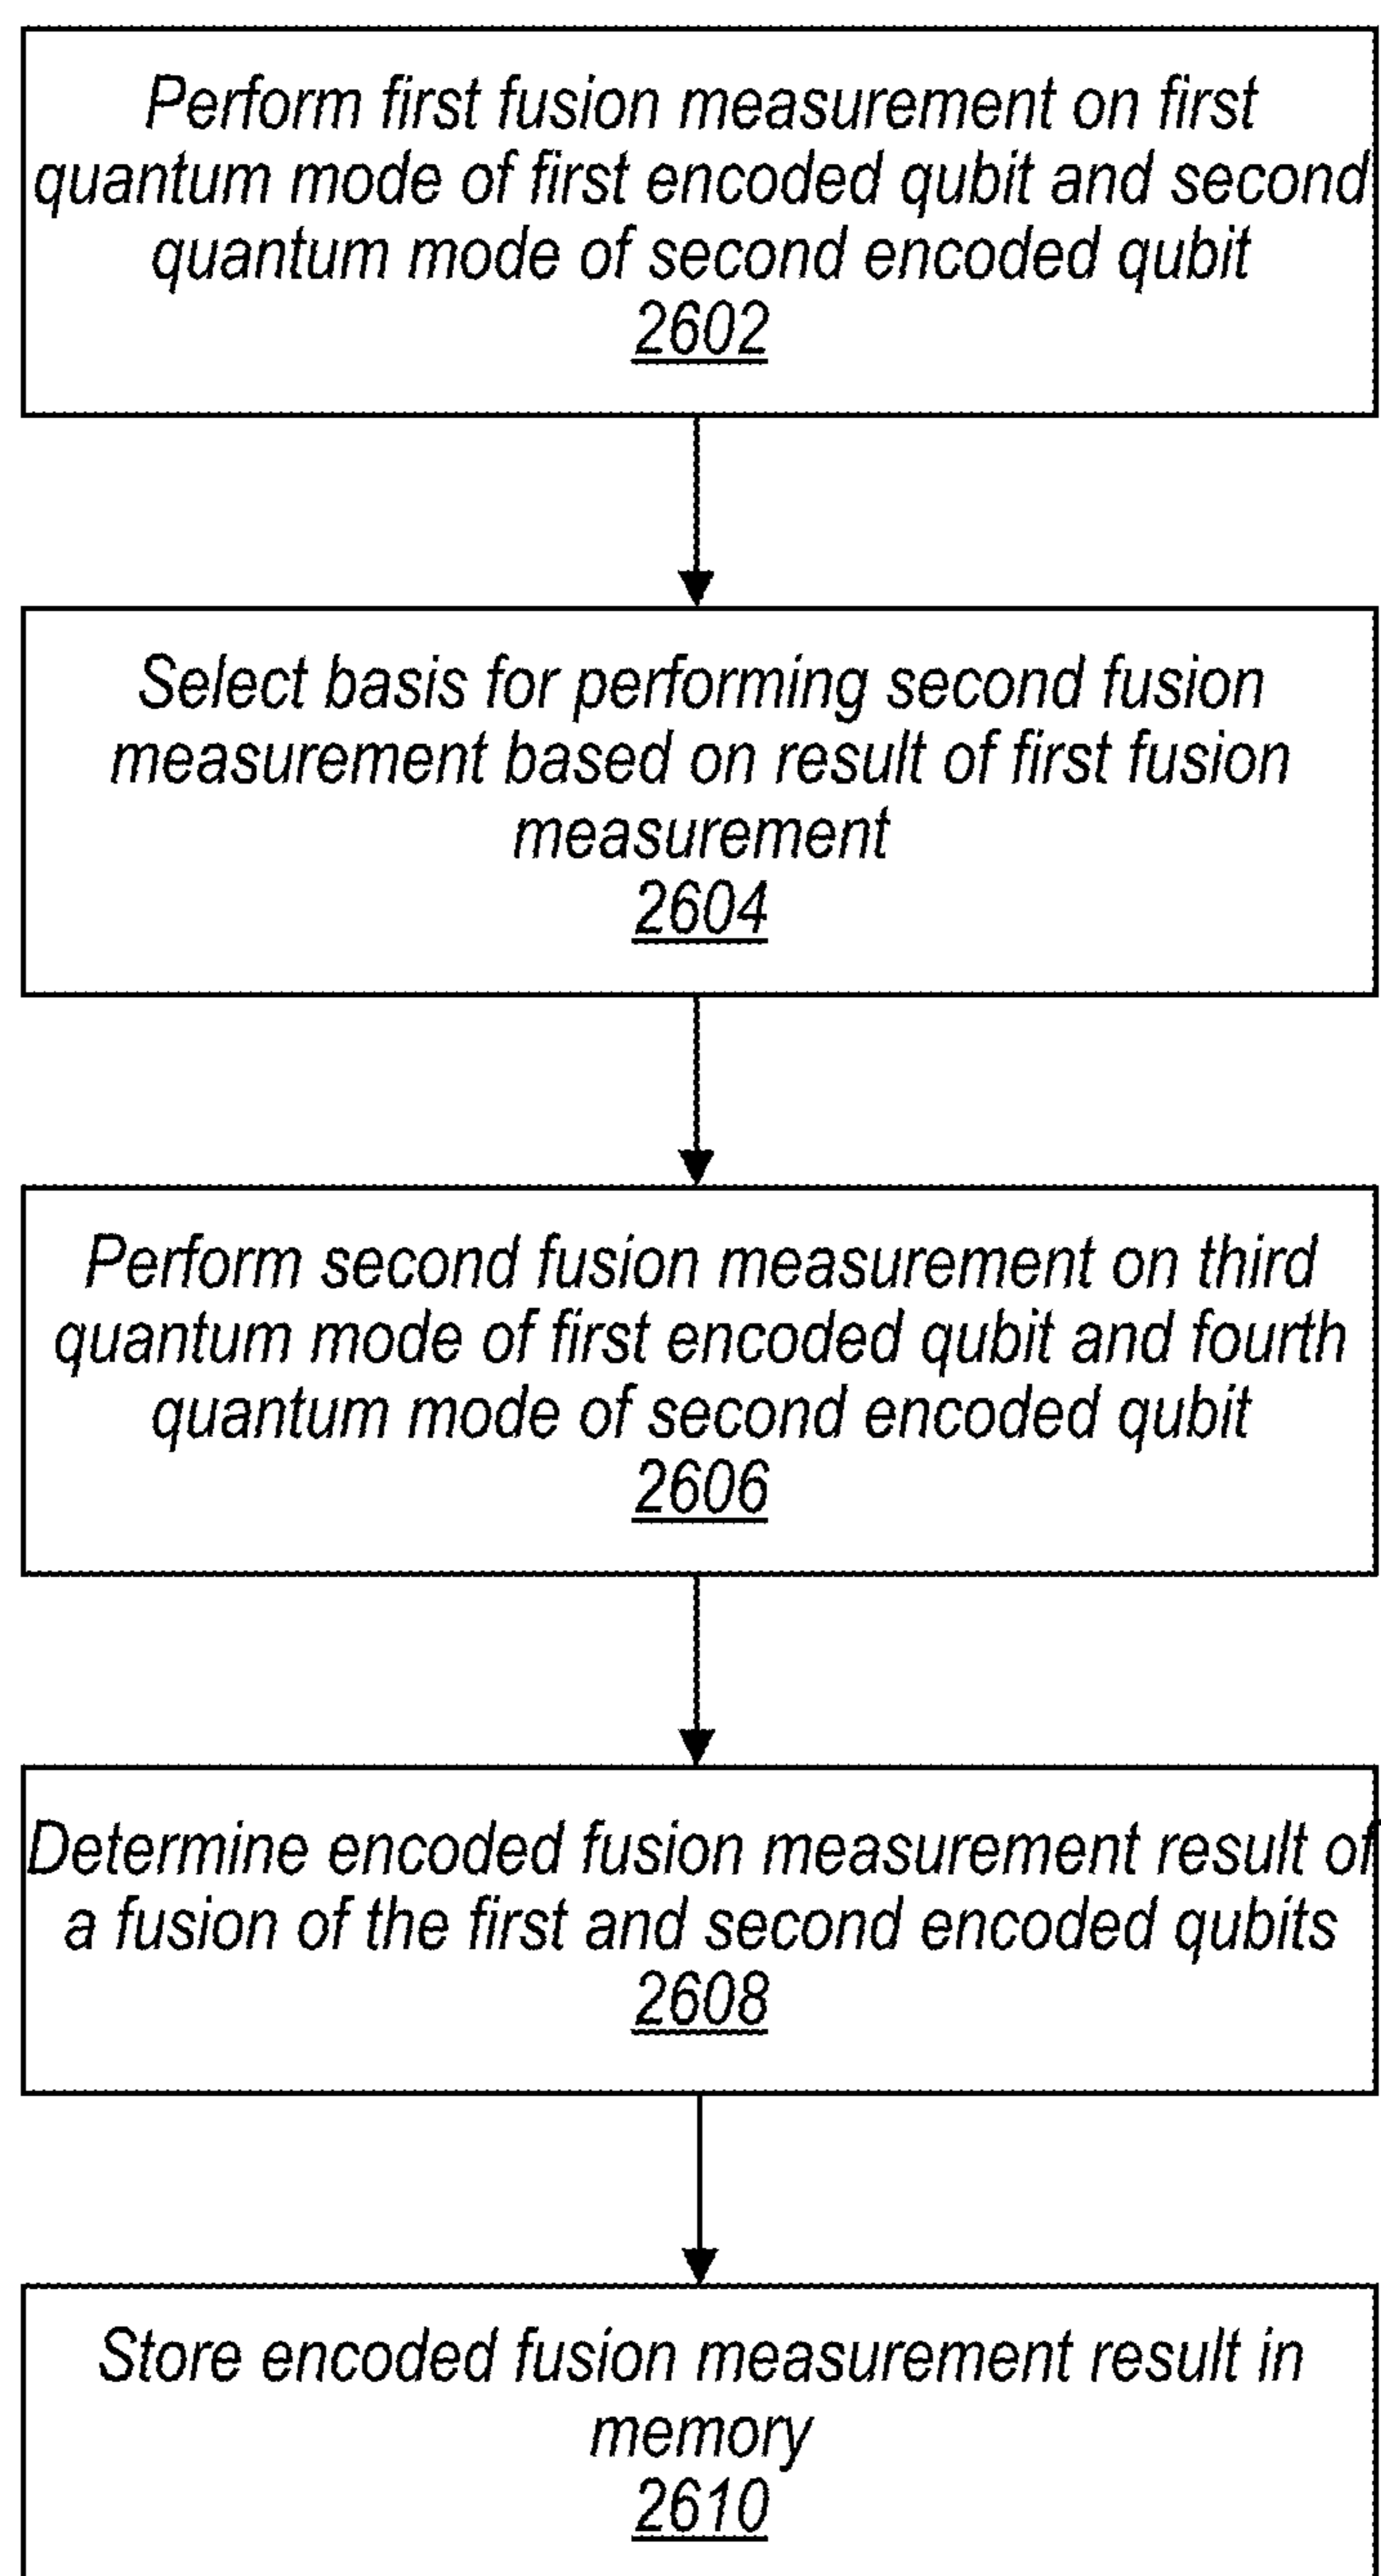 Perform first fusion measurement on first
quantum mode of first encoded qubit and second
quantum mode of second encoded qubit
2602
Select basis for performing second fusion
measurement based on result of first fusion
measurement
2604
Perform second fusion measurement on third
quantum mode of first encoded qubit and fourth
quantum mode of second encoded qubit
2606
Determine encoded fusion measurement result of
a fusion of the first and second encoded qubits
2608
Store encoded fusion measurement result in
memory
2610